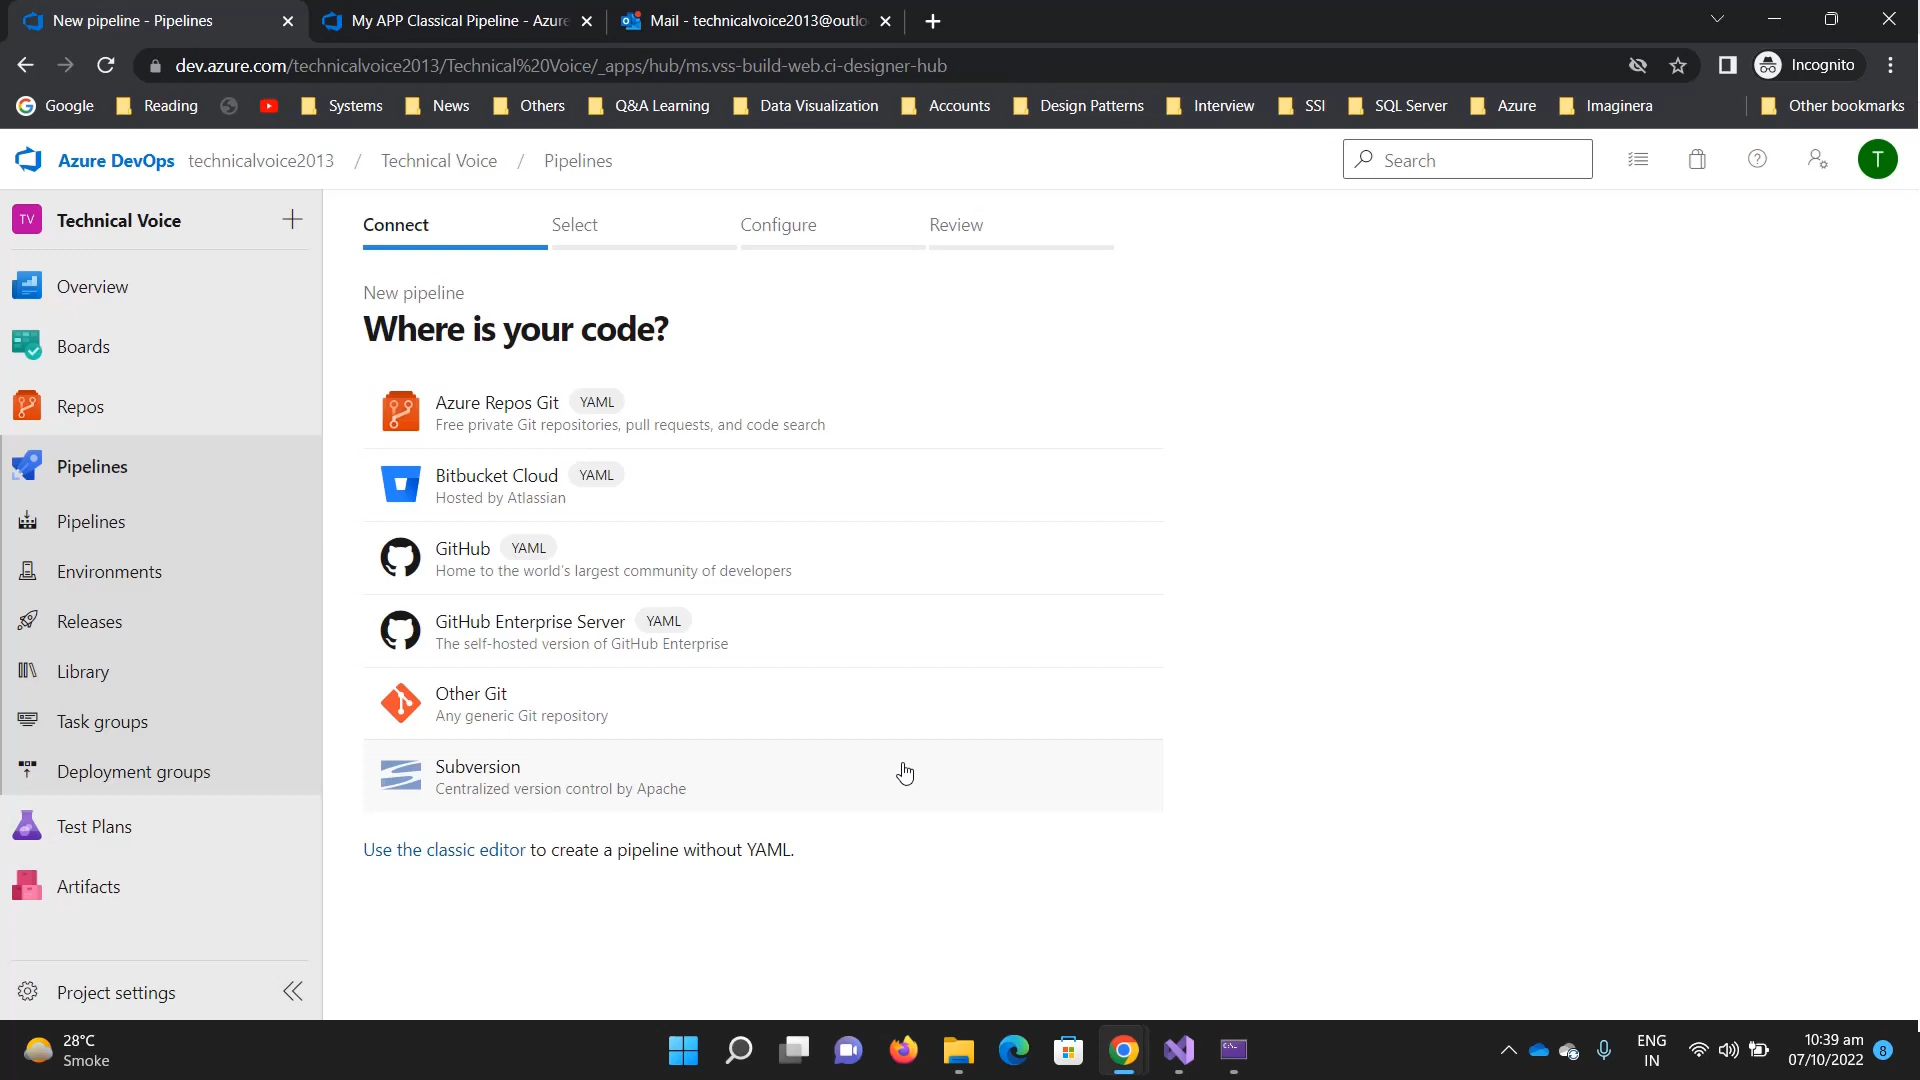 New pipeline - Pipelines
My APP Classical Pipeline - Azure
Mail - technicalvoice2013@outlo
dev.azure.com/technicalvoice2013/Technical%20Voice/_apps/hub/ms.vss-build-web.ci-designer-hub
Incognito
Google
Reading
Systems
News
Others
Q&A Learning
Data Visualization
Accounts
Design Patterns
Interview
SSI
SQL Server
Azure
Imaginera
Other bookmarks
Azure DevOps technicalvoice2013 / Technical Voice / Pipelines
Search
T
TV Technical Voice
Overview
Boards
Repos
Pipelines
Pipelines
Environments
Releases
Library
Task groups
Deployment groups
Test Plans
Artifacts
Project settings
Connect
Select
Configure
Review
New pipeline
Where is your code?
Azure Repos Git YAML
Free private Git repositories, pull requests, and code search
Bitbucket Cloud YAML
Hosted by Atlassian
GitHub YAML
Home to the world's largest community of developers
GitHub Enterprise Server YAML
The self-hosted version of GitHub Enterprise
Other Git
Any generic Git repository
Subversion
Centralized version control by Apache
Use the classic editor to create a pipeline without YAML.
28°C
Smoke
ENG
IN
10:39 am
07/10/2022
8